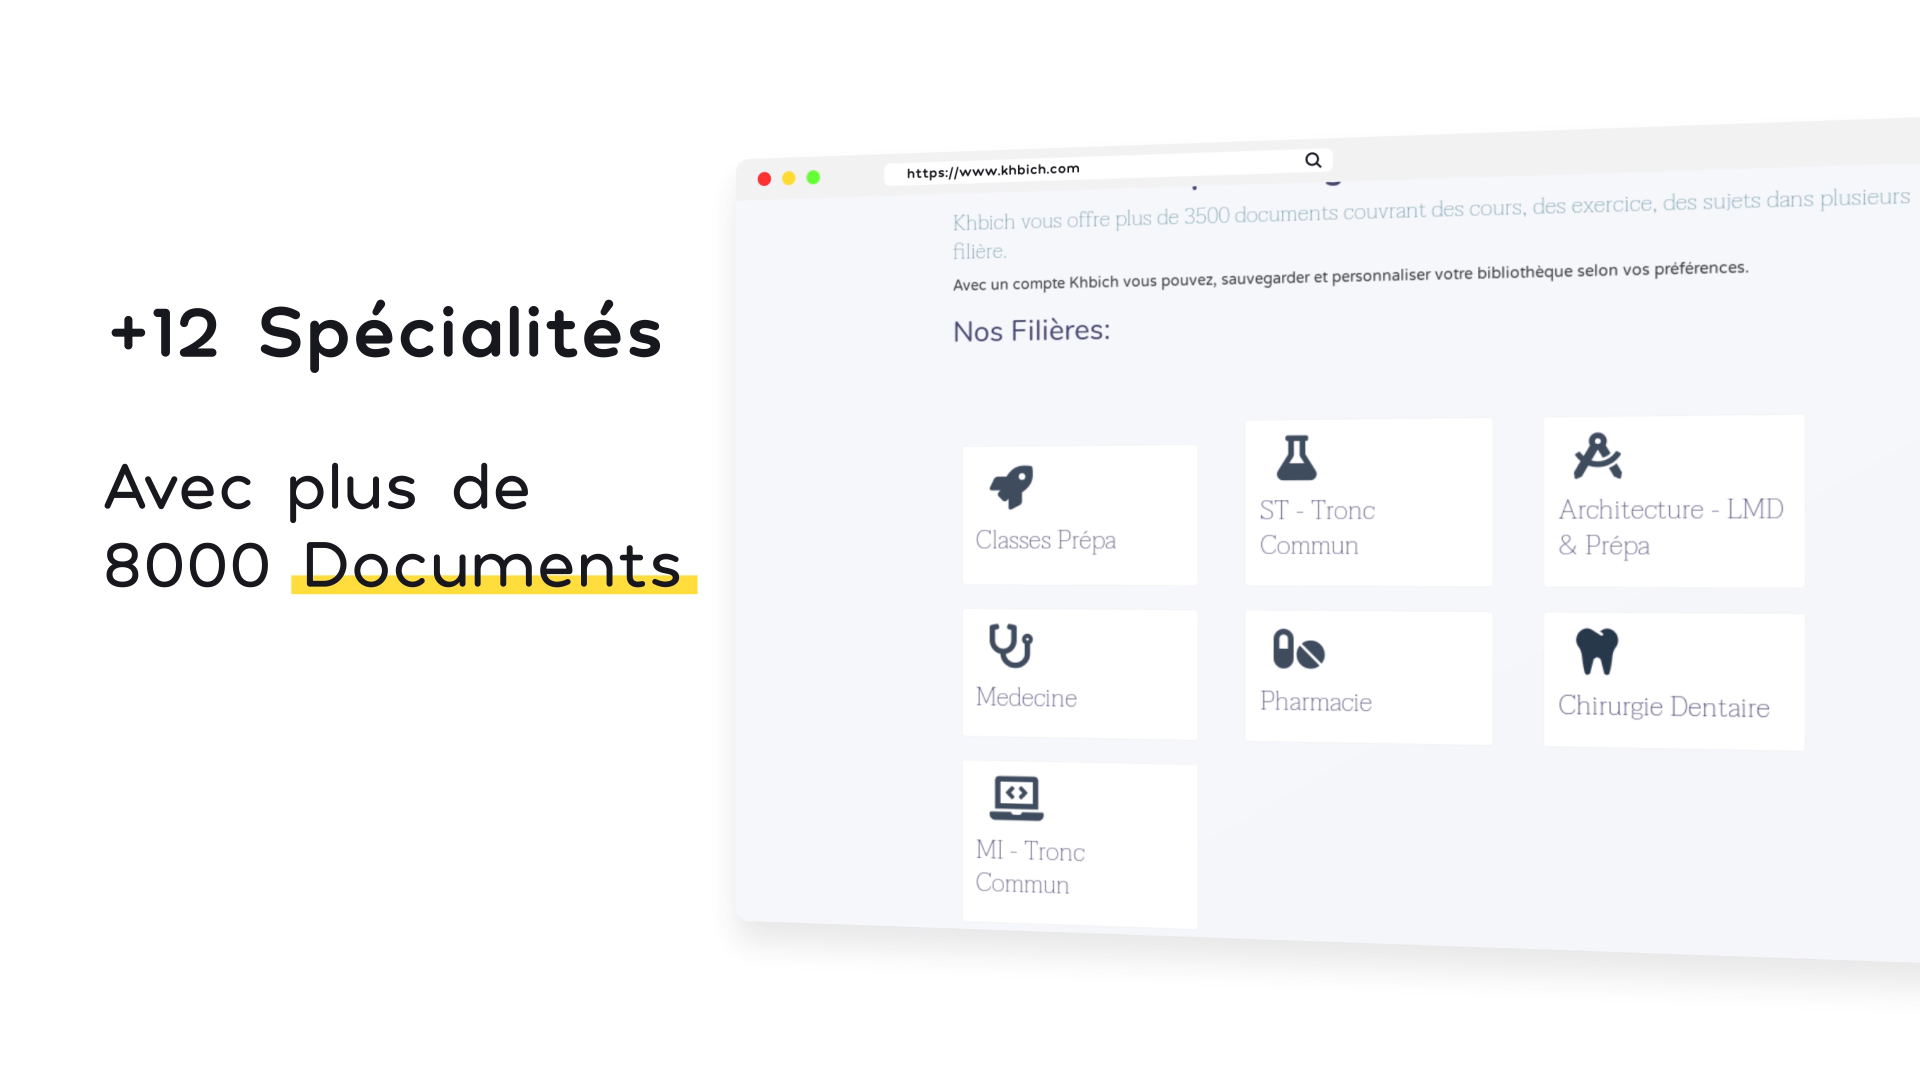 +12 Spécialités
Avec plus de
8000 Documents
https://www.khbich.com
Khbich vous offre plus de 3500 documents couvrant des cours, des exercice, des sujets dans plusieurs
filière.
Avec un compte Khbich vous pouvez, sauvegarder et personnaliser votre bibliothèque selon vos préférences.
Nos Filières:
Classes Prépa
ST - Tronc
Commun
Architecture - LMD
& Prépa
Medecine
Pharmacie
Chirurgie Dentaire
MI - Tronc
Commun